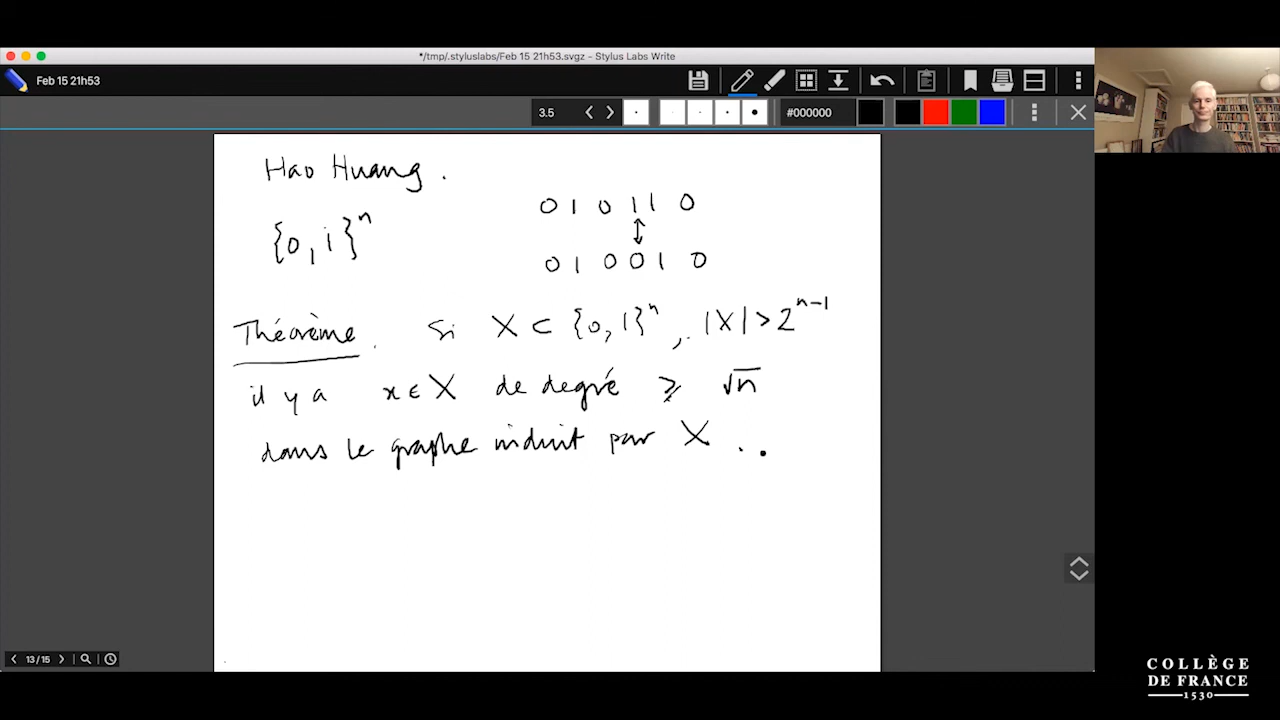 */tmp/.styluslabs/Feb 15 21h53.svgz - Stylus Labs Write
Feb 15 21h53
3.5
#000000
Hao Huang.
{0,1}^n
0 1 0 1 1 0
↕
0 1 0 0 1 0
Théorème. Si X ⊂ {0,1}^n, |X| > 2^{n-1}
il y a x ∈ X de degré ⩾ √n
dans le graphe induit par X.
13/15
COLLÈGE
DE FRANCE
1530